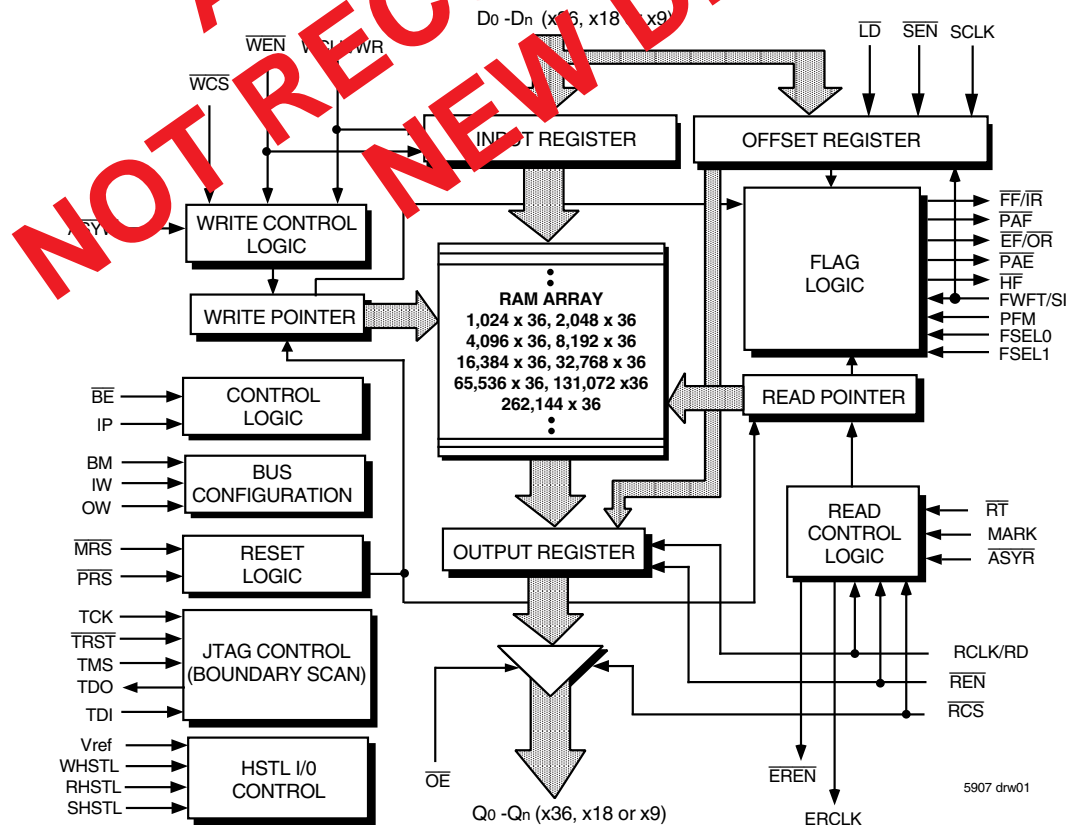 D0 -Dn (x36, x18 or x9)
WEN
WCLK/WR
LD
SEN
SCLK
WCS
NOT REC
NEW D
INPUT REGISTER
OFFSET REGISTER
ASYW
WRITE CONTROL
LOGIC
FLAG
LOGIC
FF/IR
PAF
EF/OR
PAE
HF
FWFT/SI
PFM
FSEL0
FSEL1
WRITE POINTER
RAM ARRAY
1,024 x 36, 2,048 x 36
4,096 x 36, 8,192 x 36
16,384 x 36, 32,768 x 36
65,536 x 36, 131,072 x36
262,144 x 36
READ POINTER
BE
IP
CONTROL
LOGIC
BM
IW
OW
BUS
CONFIGURATION
READ
CONTROL
LOGIC
RT
MARK
ASYR
MRS
PRS
RESET
LOGIC
OUTPUT REGISTER
TCK
TRST
TMS
TDO
TDI
JTAG CONTROL
(BOUNDARY SCAN)
RCLK/RD
REN
RCS
Vref
WHSTL
RHSTL
SHSTL
HSTL I/0
CONTROL
OE
EREN
5907 drw01
Q0 -Qn (x36, x18 or x9)
ERCLK